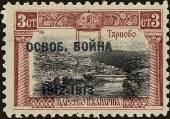 3 СТ СТ 3
Търново
ОСВОБ. ВОЙНА
1912-1913
ЦАРСТВО БЪЛГАРИЯ